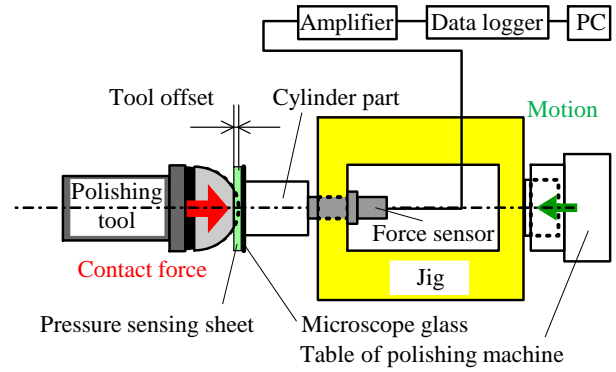 Amplifier
Data logger
PC
Tool offset
Cylinder part
Motion
Polishing
tool
Force sensor
Contact force
Jig
Pressure sensing sheet
Microscope glass
Table of polishing machine